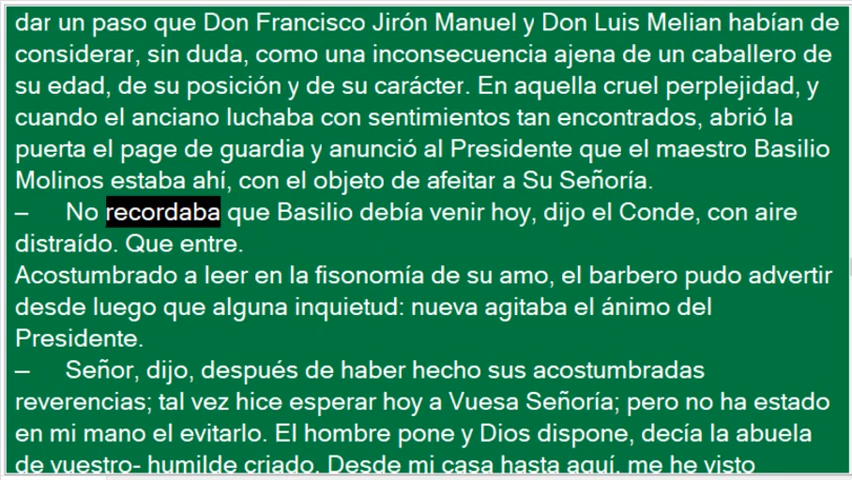 dar un paso que Don Francisco Jirón Manuel y Don Luis Melian habían de
considerar, sin duda, como una inconsecuencia ajena de un caballero de
su edad, de su posición y de su carácter. En aquella cruel perplejidad, y
cuando el anciano luchaba con sentimientos tan encontrados, abrió la
puerta el page de guardia y anunció al Presidente que el maestro Basilio
Molinos estaba ahí, con el objeto de afeitar a Su Señoría.
– No recordaba que Basilio debía venir hoy, dijo el Conde, con aire
distraído. Que entre.
Acostumbrado a leer en la fisonomía de su amo, el barbero pudo advertir
desde luego que alguna inquietud: nueva agitaba el ánimo del
Presidente.
– Señor, dijo, después de haber hecho sus acostumbradas
reverencias; tal vez hice esperar hoy a Vuesa Señoría; pero no ha estado
en mi mano el evitarlo. El hombre pone y Dios dispone, decía la abuela
de vuestro- humilde criado. Desde mi casa hasta aquí, me he visto